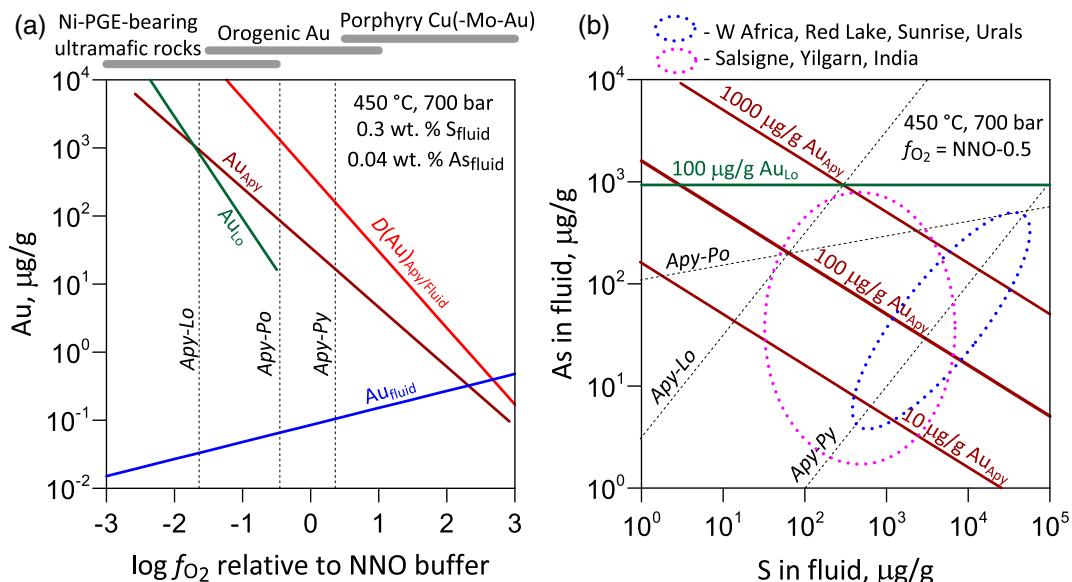 (a)
Ni-PGE-bearing
ultramafic rocks
Orogenic Au
Porphyry Cu(-Mo-Au)
450 °C, 700 bar
0.3 wt. % S_fluid
0.04 wt. % As_fluid
Au_Apy
Au_Lo
D(Au)_Apy/Fluid
Au_fluid
Apy-Lo
Apy-Po
Apy-Py
Au, µg/g
10^4
10^3
10^2
10^1
10^0
10^-1
10^-2
-3
-2
-1
0
1
2
3
log f_O2 relative to NNO buffer
(b)
- W Africa, Red Lake, Sunrise, Urals
- Salsigne, Yilgarn, India
450 °C, 700 bar
f_O2 = NNO-0.5
1000 µg/g Au_Apy
100 µg/g Au_Lo
Apy-Po
100 µg/g Au_Apy
Apy-Lo
Apy-Py
10 µg/g Au_Apy
As in fluid, µg/g
10^4
10^3
10^2
10^1
10^0
10^0
10^1
10^2
10^3
10^4
10^5
S in fluid, µg/g